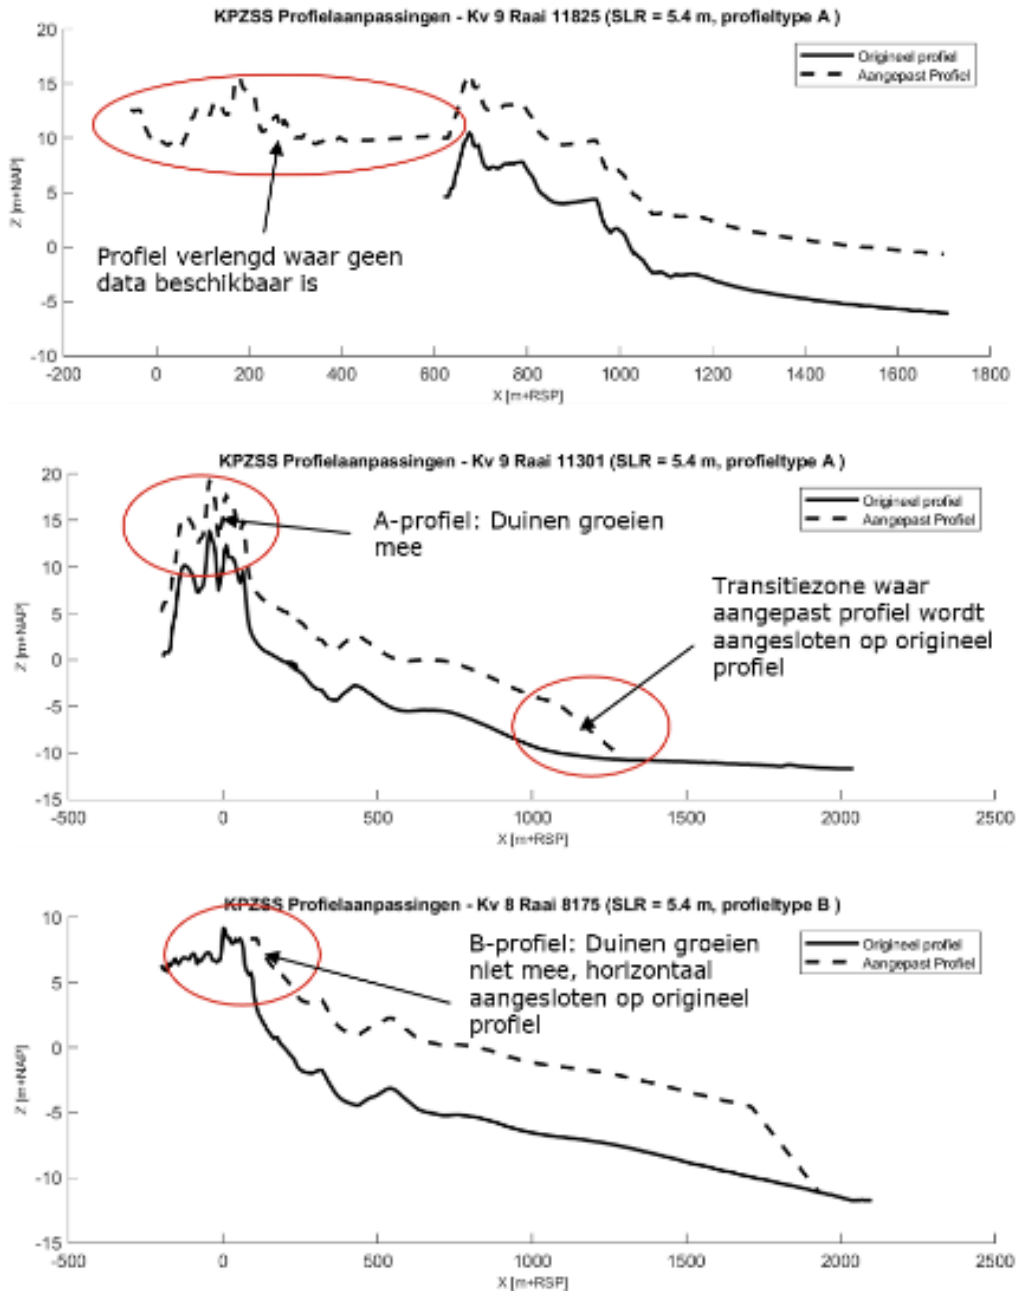 KPZSS Profielaanpassingen - Kv 9 Raai 11825 (SLR = 5.4 m, profieltype A )
20
15
10
5
0
-5
-10
Z [m+NAP]
Origineel profiel
Aangepast Profiel
Profiel verlengd waar geen
data beschikbaar is
-200
0
200
400
600
800
1000
1200
1400
1600
1800
X [m+RSP]
KPZSS Profielaanpassingen - Kv 9 Raai 11301 (SLR = 5.4 m, profieltype A )
20
15
10
5
0
-5
-10
-15
Z [m+NAP]
Origineel profiel
Aangepast Profiel
A-profiel: Duinen groeien
mee
Transitiezone waar
aangepast profiel wordt
aangesloten op origineel
profiel
-500
0
500
1000
1500
2000
2500
X [m+RSP]
KPZSS Profielaanpassingen - Kv 8 Raai 8175 (SLR = 5.4 m, profieltype B )
10
5
0
-5
-10
-15
Z [m+NAP]
Origineel profiel
Aangepast Profiel
B-profiel: Duinen groeien
niet mee, horizontaal
aangesloten op origineel
profiel
-500
0
500
1000
1500
2000
2500
X [m+RSP]